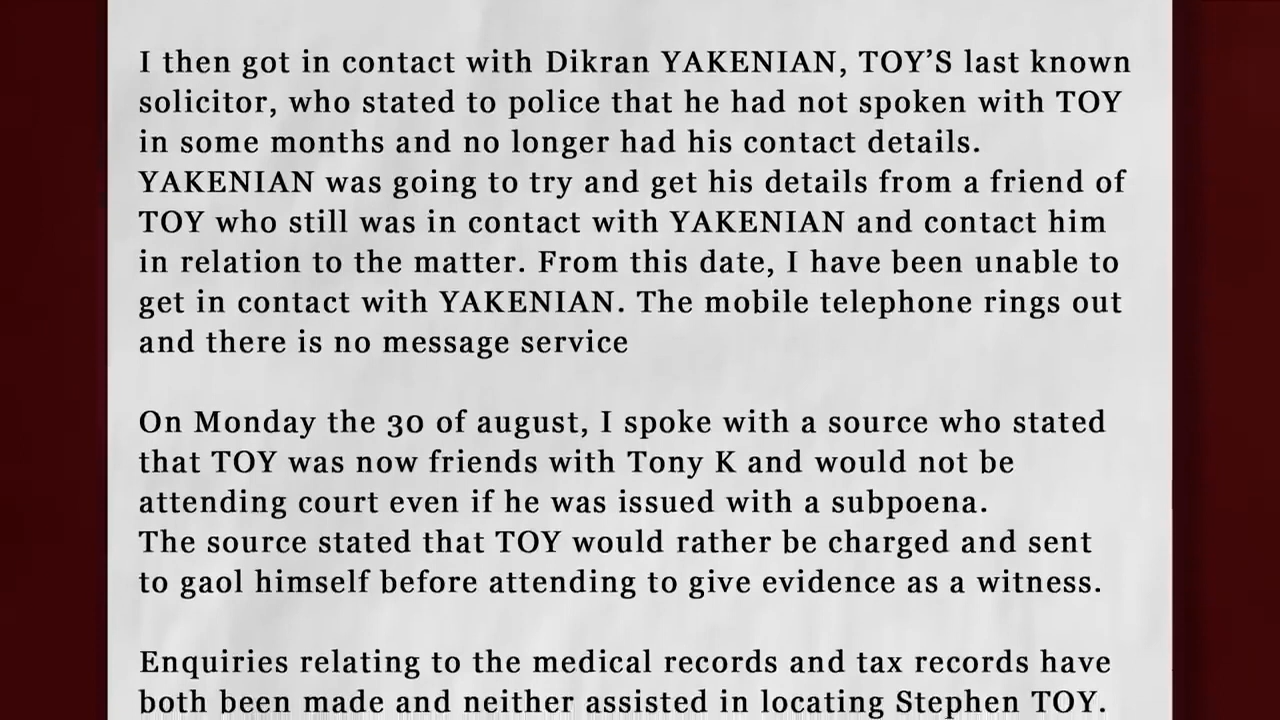 I then got in contact with Dikran YAKENIAN, TOY’S last known
solicitor, who stated to police that he had not spoken with TOY
in some months and no longer had his contact details.
YAKENIAN was going to try and get his details from a friend of
TOY who still was in contact with YAKENIAN and contact him
in relation to the matter. From this date, I have been unable to
get in contact with YAKENIAN. The mobile telephone rings out
and there is no message service
On Monday the 30 of august, I spoke with a source who stated
that TOY was now friends with Tony K and would not be
attending court even if he was issued with a subpoena.
The source stated that TOY would rather be charged and sent
to gaol himself before attending to give evidence as a witness.
Enquiries relating to the medical records and tax records have
both been made and neither assisted in locating Stephen TOY.